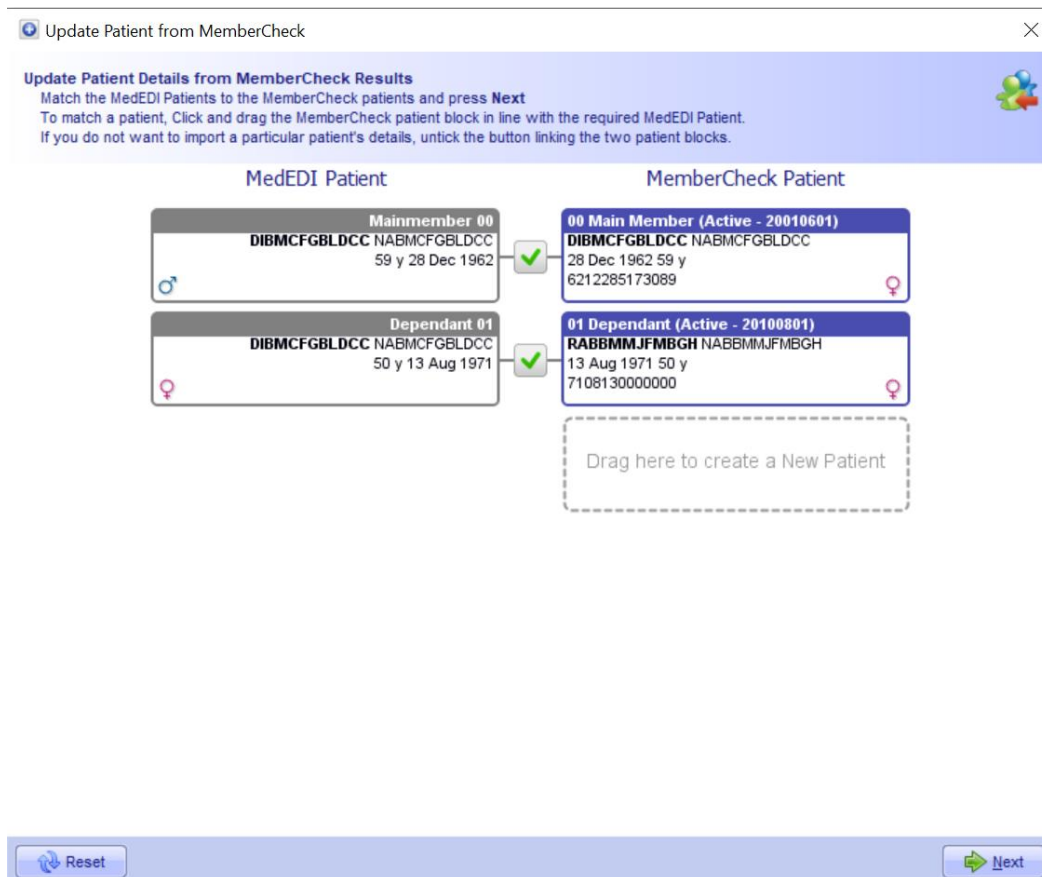 Update Patient from MemberCheck
Update Patient Details from MemberCheck Results
Match the MedEDI Patients to the MemberCheck patients and press Next
To match a patient, Click and drag the MemberCheck patient block in line with the required MedEDI Patient.
If you do not want to import a particular patient's details, untick the button linking the two patient blocks.
MedEDI Patient
MemberCheck Patient
Mainmember 00
DIBMCFGBLDCC NABMCFGBLDCC
59 y 28 Dec 1962
00 Main Member (Active - 20010601)
DIBMCFGBLDCC NABMCFGBLDCC
28 Dec 1962 59 y
6212285173089
Dependant 01
DIBMCFGBLDCC NABMCFGBLDCC
50 y 13 Aug 1971
01 Dependant (Active - 20100801)
RABBMMJFMBGH NABBMMJFMBGH
13 Aug 1971 50 y
7108130000000
Drag here to create a New Patient
Reset
Next